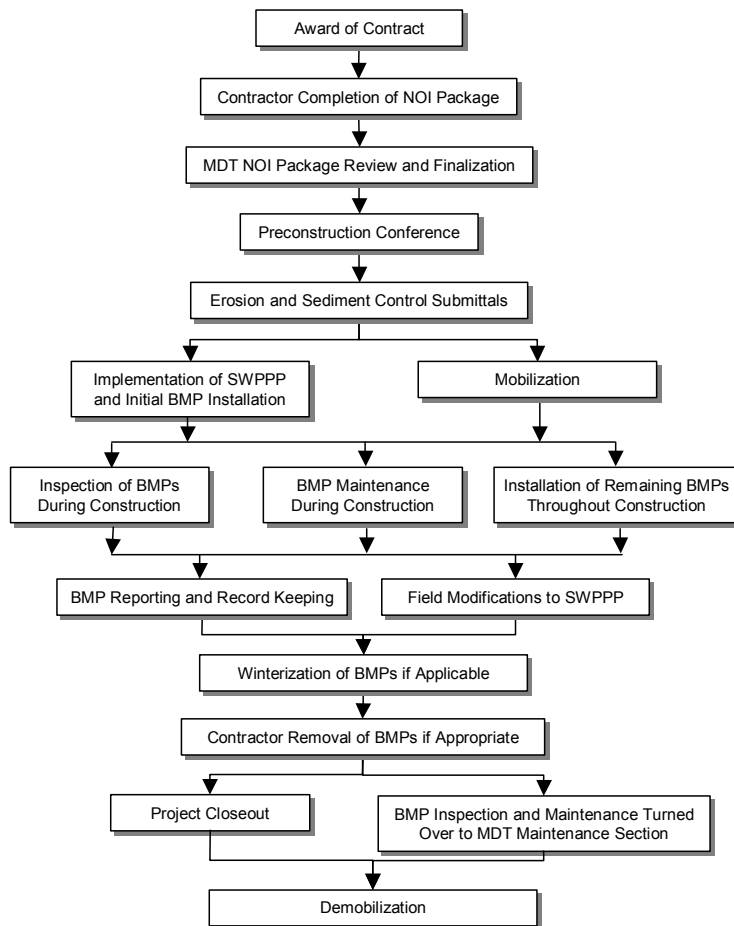 Award of Contract
Contractor Completion of NOI Package
MDT NOI Package Review and Finalization
Preconstruction Conference
Erosion and Sediment Control Submittals
Implementation of SWPPP
and Initial BMP Installation
Mobilization
Inspection of BMPs
During Construction
BMP Maintenance
During Construction
Installation of Remaining BMPs
Throughout Construction
BMP Reporting and Record Keeping
Field Modifications to SWPPP
Winterization of BMPs if Applicable
Contractor Removal of BMPs if Appropriate
Project Closeout
BMP Inspection and Maintenance Turned
Over to MDT Maintenance Section
Demobilization